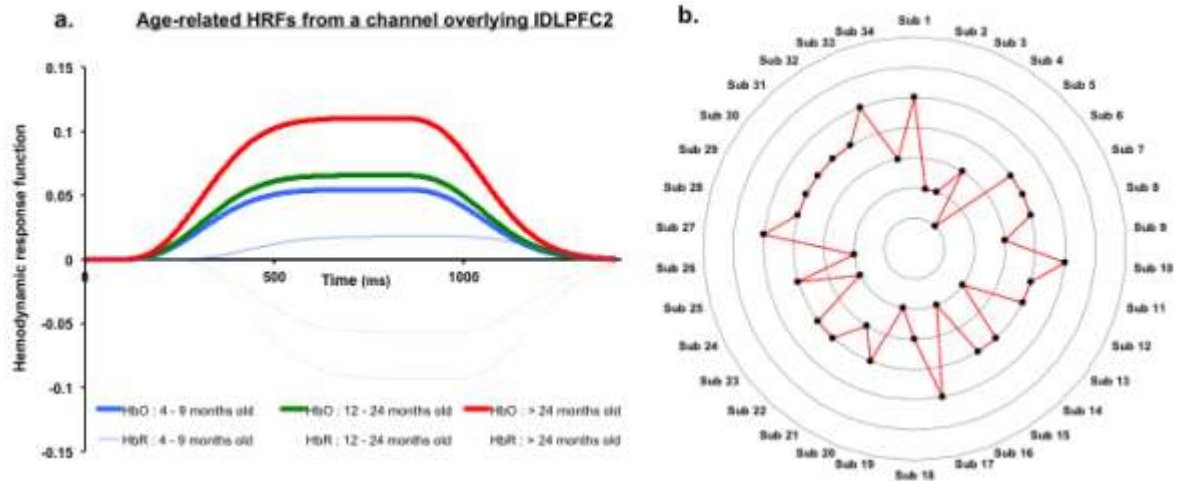 a. Age-related HRFs from a channel overlying IDLPFC2
Hemodynamic response function
0.15
0.1
0.05
0
-0.05
-0.1
-0.15
0
500
1000
Time (ms)
HbO : 4 - 9 months old
HbO : 12 - 24 months old
HbO : > 24 months old
HbR : 4 - 9 months old
HbR : 12 - 24 months old
HbR : > 24 months old
b.
Sub 1
Sub 2
Sub 3
Sub 4
Sub 5
Sub 6
Sub 7
Sub 8
Sub 9
Sub 10
Sub 11
Sub 12
Sub 13
Sub 14
Sub 15
Sub 16
Sub 17
Sub 18
Sub 19
Sub 20
Sub 21
Sub 22
Sub 23
Sub 24
Sub 25
Sub 26
Sub 27
Sub 28
Sub 29
Sub 30
Sub 31
Sub 32
Sub 33
Sub 34